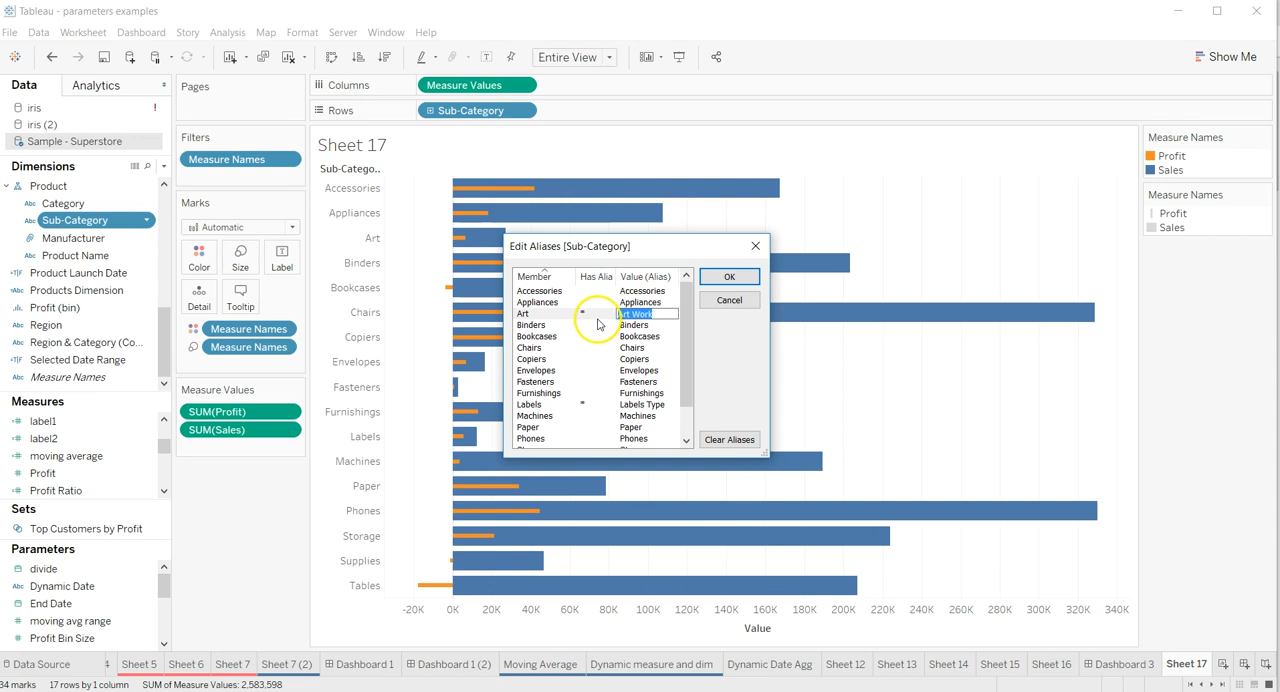 Tableau - parameters examples
File Data Worksheet Dashboard Story Analysis Map Format Server Window Help
Entire View
Show Me
Data Analytics
iris !
iris (2)
Sample - Superstore
Dimensions
Product
Abc Category
Abc Sub-Category
Manufacturer
Abc Product Name
Product Launch Date
Abc Products Dimension
Profit (bin)
Abc Region
Abc Region & Category (Co...
Selected Date Range
Abc Measure Names
Measures
label1
label2
moving average
Profit
Profit Ratio
Sets
Top Customers by Profit
Parameters
divide
Abc Dynamic Date
End Date
moving avg range
Profit Bin Size
Pages
Filters
Measure Names
Marks
Automatic
Color Size Label
Detail Tooltip
Measure Names
Measure Names
Measure Values
SUM(Profit)
SUM(Sales)
Columns Measure Values
Rows Sub-Category
Sheet 17
Sub-Catego..
Accessories
Appliances
Art
Binders
Bookcases
Chairs
Copiers
Envelopes
Fasteners
Furnishings
Labels
Machines
Paper
Phones
Storage
Supplies
Tables
-20K 0K 20K 40K 60K 80K 100K 120K 140K 160K 180K 200K 220K 240K 260K 280K 300K 320K 340K
Value
Edit Aliases [Sub-Category]
Member Has Alia Value (Alias)
Accessories Accessories
Appliances Appliances
Art * Art Work
Binders Binders
Bookcases Bookcases
Chairs Chairs
Copiers Copiers
Envelopes Envelopes
Fasteners Fasteners
Furnishings Furnishings
Labels * Labels Type
Machines Machines
Paper Paper
Phones Phones
OK
Cancel
Clear Aliases
Measure Names
Profit
Sales
Measure Names
Profit
Sales
Data Source 4 Sheet 5 Sheet 6 Sheet 7 Sheet 7 (2) Dashboard 1 Dashboard 1 (2) Moving Average Dynamic measure and dim Dynamic Date Agg Sheet 12 Sheet 13 Sheet 14 Sheet 15 Sheet 16 Dashboard 3 Sheet 17
34 marks 17 rows by 1 column SUM of Measure Values: 2,583,598